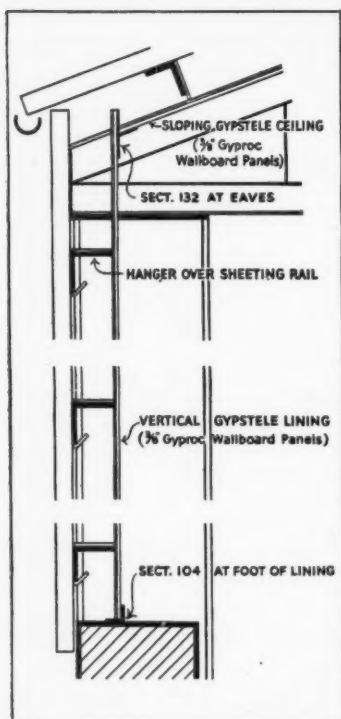 SLOPING GYPSTELE CEILING
(⅜" Gyproc
Wallboard Panels)
SECT. 132 AT EAVES
HANGER OVER SHEETING RAIL
VERTICAL GYPSTELE LINING
(⅜" Gyproc Wallboard Panels)
SECT. 104 AT FOOT OF LINING